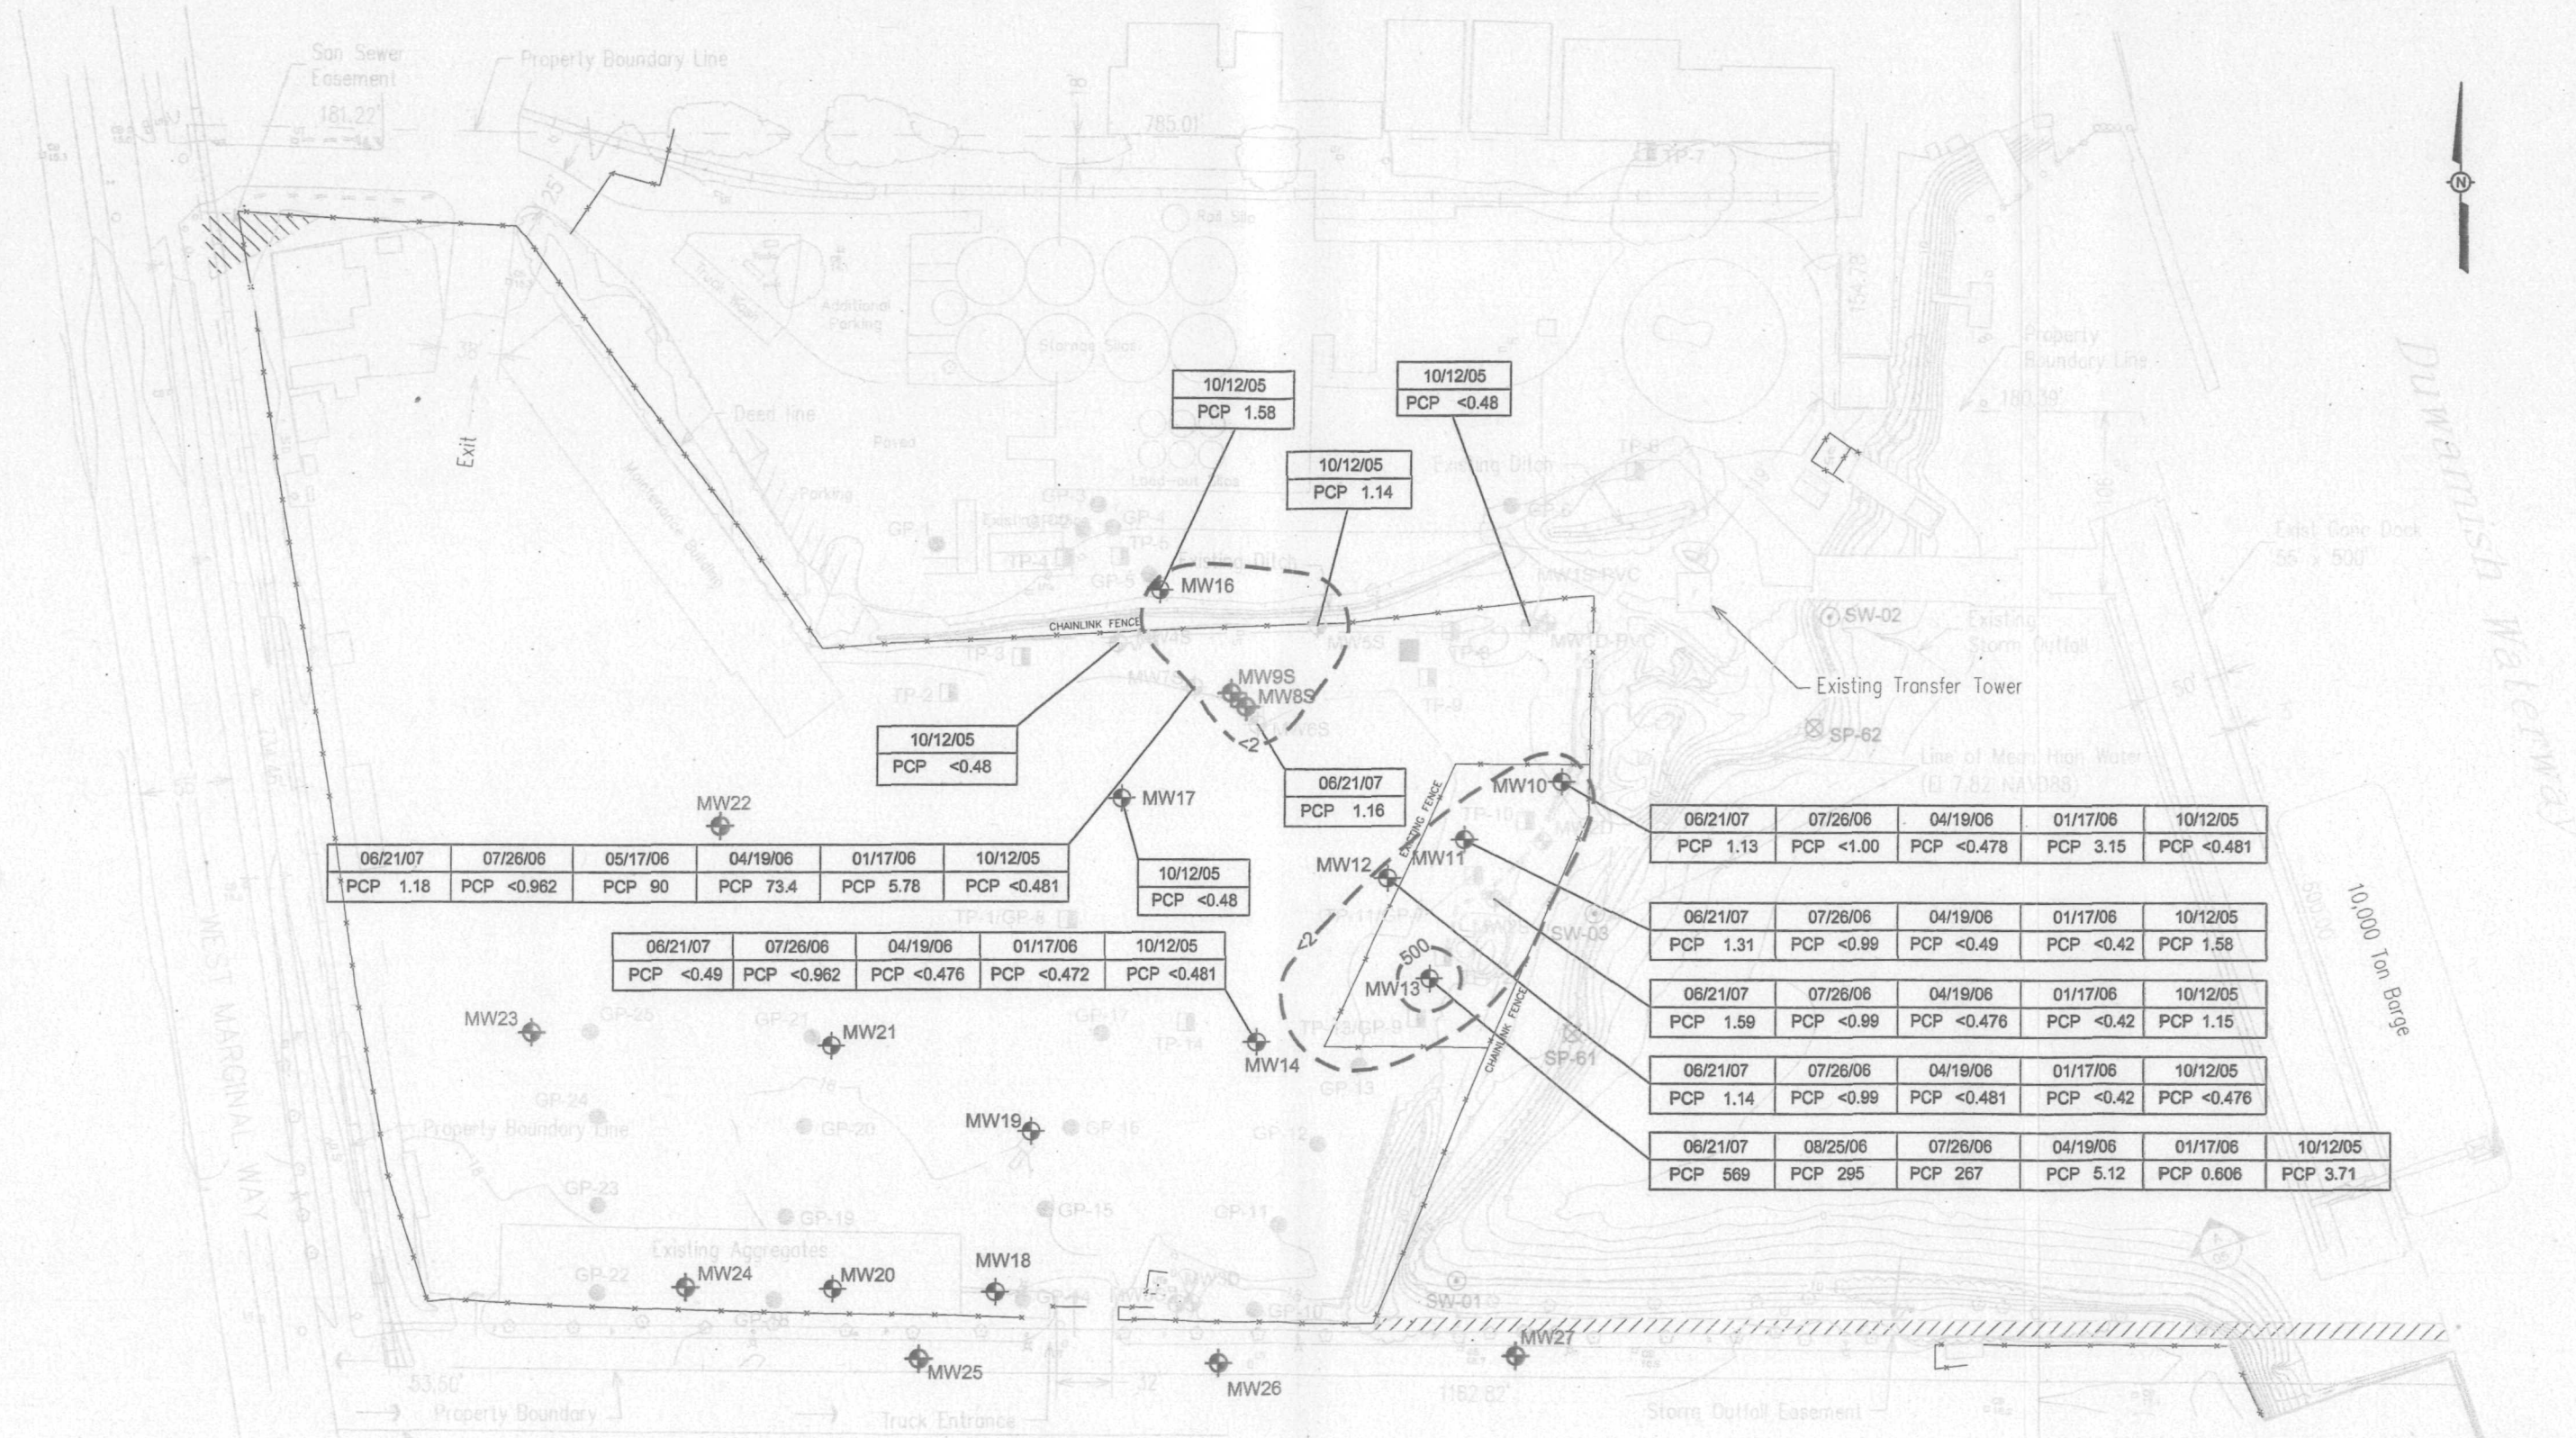 San Sewer
Easement
181.22'
Property Boundary Line
785.01'
TP-7
25'
Rail Silo
Truck Wash
Additional
Parking
Storage Silos
154.78'
Property
Boundary Line
180.39'
38'
Exit
Deed line
Paved
Parking
Maintenance Building
Load-out Silos
Existing Ditch
TP-8
N
Duwamish Waterway
10/12/05
PCP 1.58
10/12/05
PCP <0.48
10/12/05
PCP 1.14
GP-3
GP-4
GP-1
TP-4
TP-5
GP-5
Existing Ditch
GP-6
Exist Conc Dock
55' x 500'
MW16
MW1S-RVC
CHAINLINK FENCE
MW4S
MW5S
MW1D-RVC
TP-3
TP-6
SW-02
Existing
Storm Outfall
TP-2
MW7S
MW9S
MW8S
MW6S
<2
TP-9
Existing Transfer Tower
50'
SP-62
Line of Mean High Water
(El 7.82 NAVD88)
10/12/05
PCP <0.48
06/21/07
PCP 1.16
MW22
MW17
MW10
EXISTING FENCE
TP-10
MW2D
MW11
MW12
06/21/07 07/26/06 05/17/06 04/19/06 01/17/06 10/12/05
PCP 1.18 PCP <0.962 PCP 90 PCP 73.4 PCP 5.78 PCP <0.481
10/12/05
PCP <0.48
06/21/07 07/26/06 04/19/06 01/17/06 10/12/05
PCP 1.13 PCP <1.00 PCP <0.478 PCP 3.15 PCP <0.481
06/21/07 07/26/06 04/19/06 01/17/06 10/12/05
PCP 1.31 PCP <0.99 PCP <0.49 PCP <0.42 PCP 1.58
TP-1/GP-8
06/21/07 07/26/06 04/19/06 01/17/06 10/12/05
PCP <0.49 PCP <0.962 PCP <0.476 PCP <0.472 PCP <0.481
<2
500
MW13
SW-03
06/21/07 07/26/06 04/19/06 01/17/06 10/12/05
PCP 1.59 PCP <0.99 PCP <0.476 PCP <0.42 PCP 1.15
10,000 Ton Barge
WEST MARGINAL WAY
MW23
GP-25
GP-21
MW21
GP-17
TP-14
MW14
TP-13/GP-9
GP-13
CHAINLINK FENCE
SP-61
06/21/07 07/26/06 04/19/06 01/17/06 10/12/05
PCP 1.14 PCP <0.99 PCP <0.481 PCP <0.42 PCP <0.476
GP-24
Property Boundary Line
GP-20
MW19
GP-16
GP-12
06/21/07 08/25/06 07/26/06 04/19/06 01/17/06 10/12/05
PCP 569 PCP 295 PCP 267 PCP 5.12 PCP 0.606 PCP 3.71
GP-23
GP-19
GP-15
GP-11
Existing Aggregates
GP-22
MW24
MW20
MW18
MW3D
GP-14
GP-10
SW-01
MW25
MW26
MW27
53.50'
32'
1162.82'
Property Boundary
Truck Entrance
Storm Outfall Easement